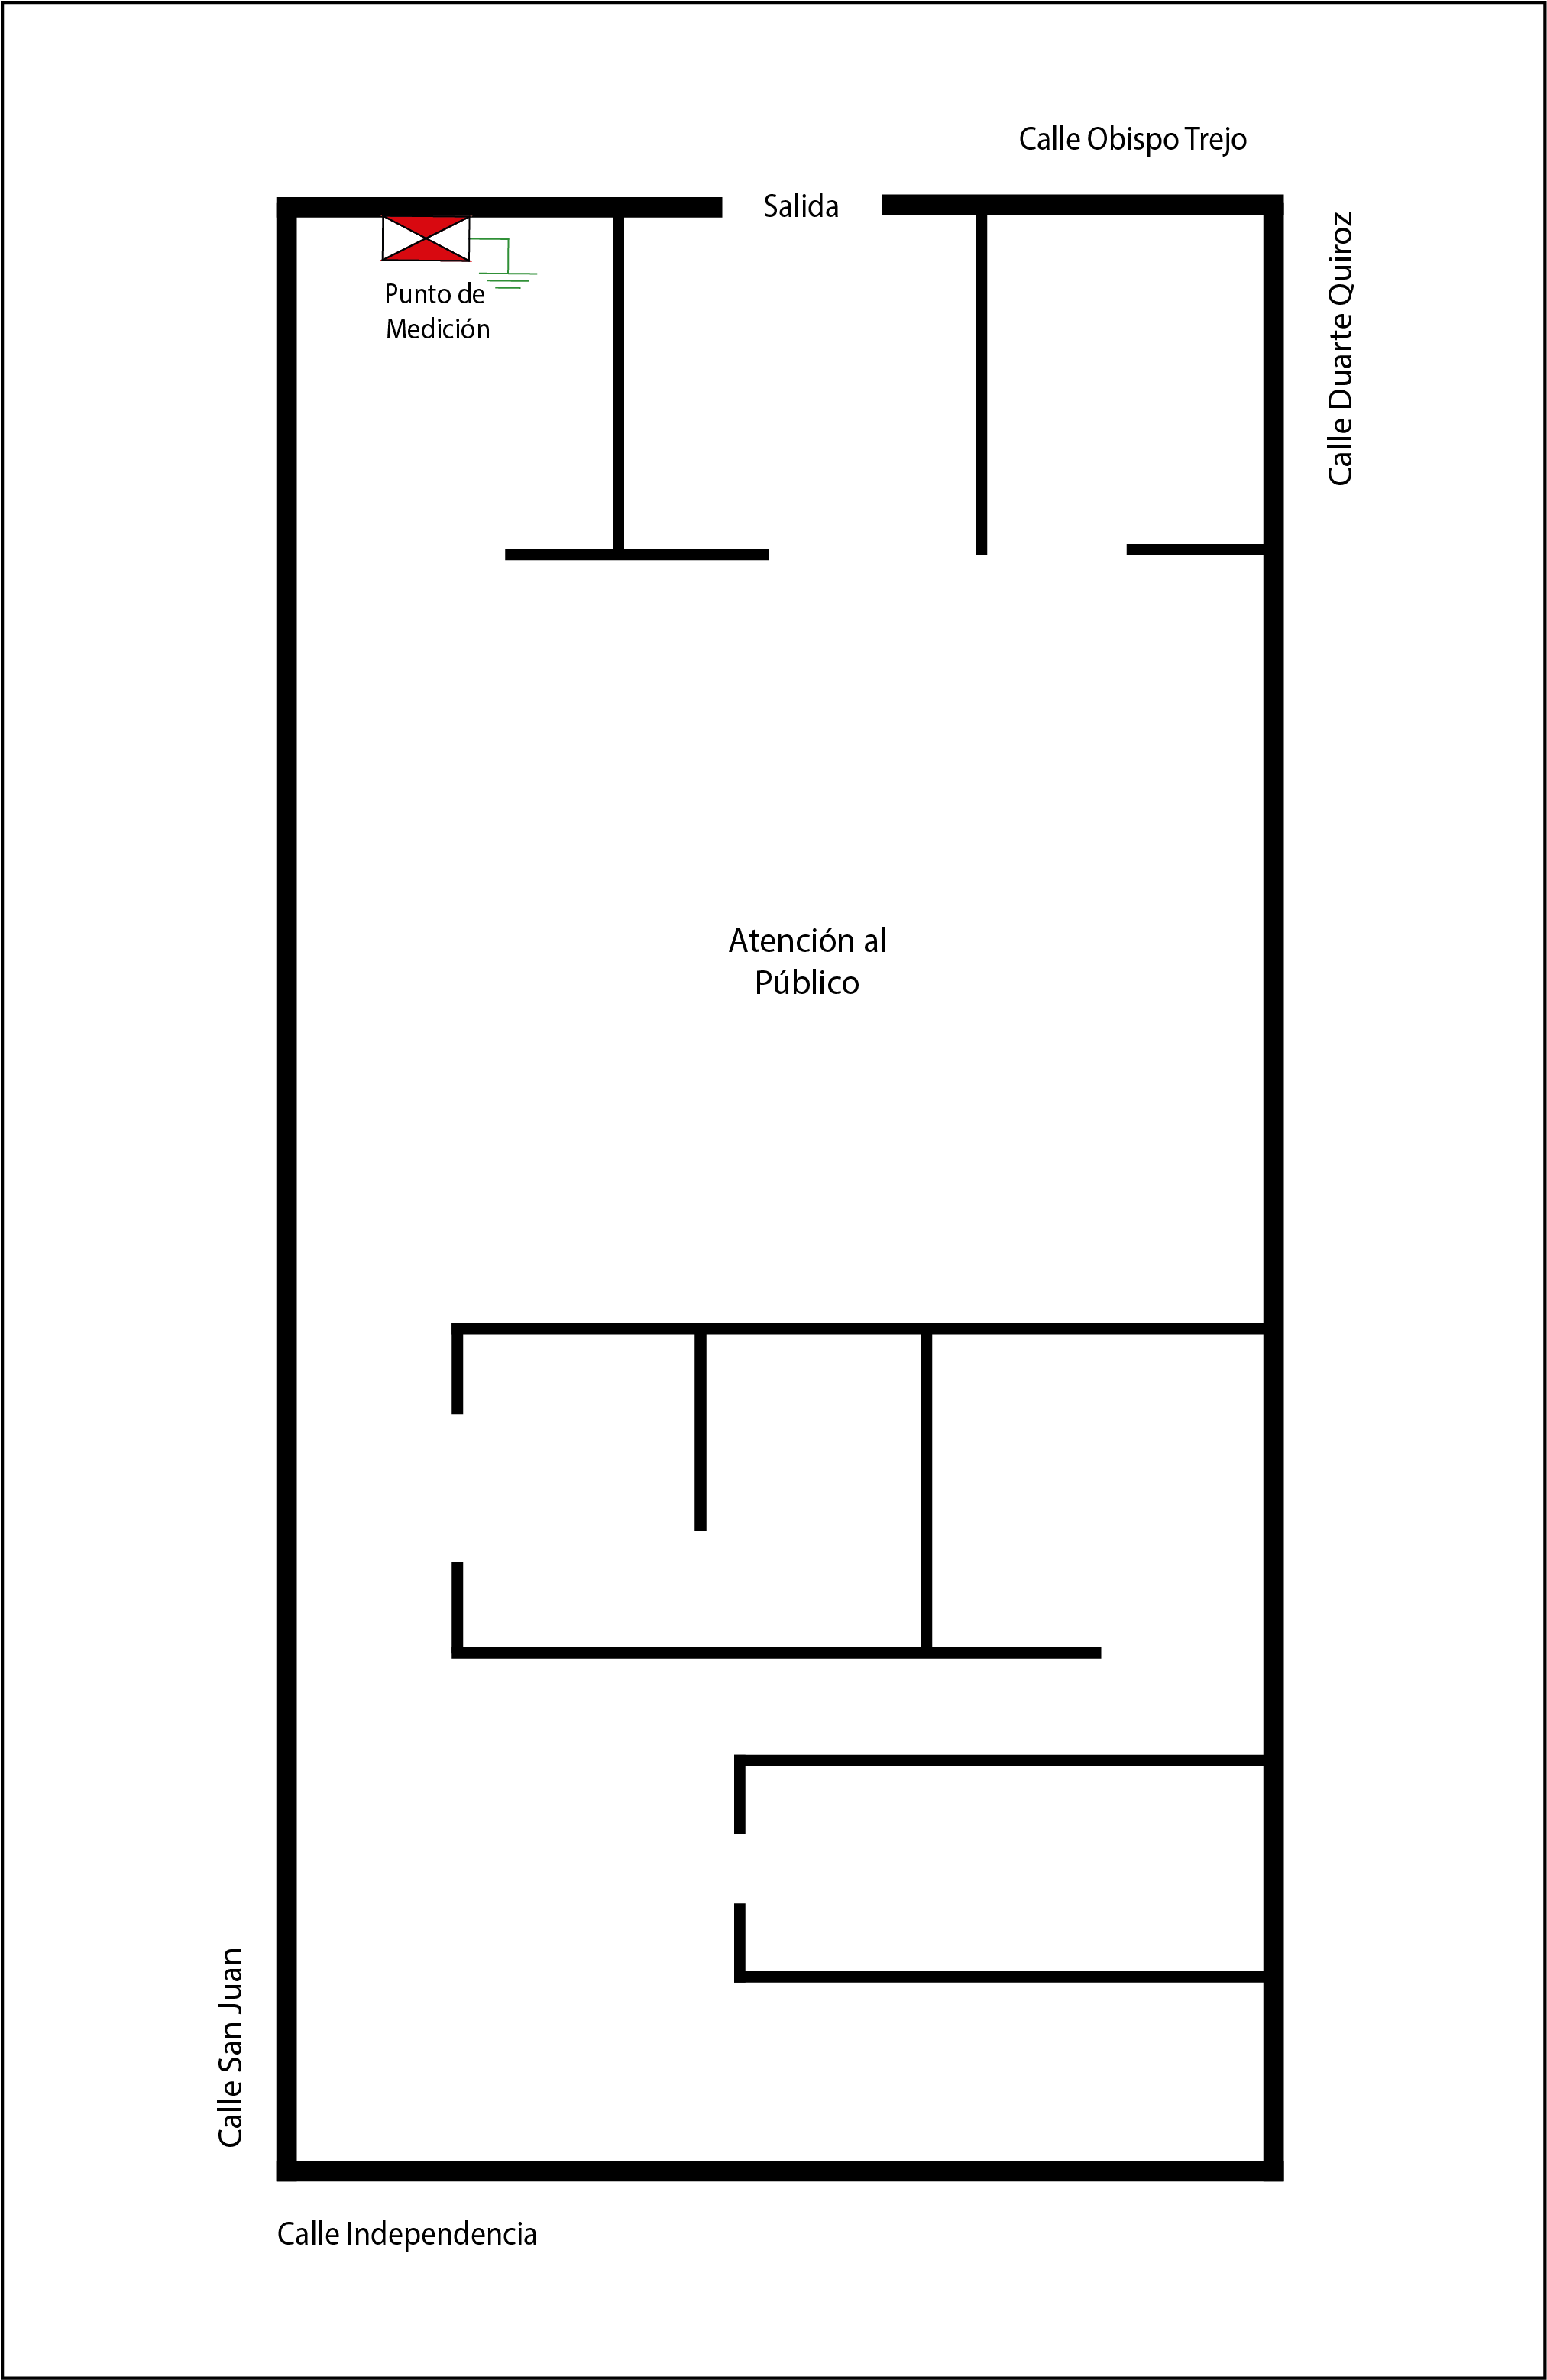 Calle Obispo Trejo
Salida
Calle Duarte Quiroz
Punto de
Medición
Atención al
Público
Calle San Juan
Calle Independencia